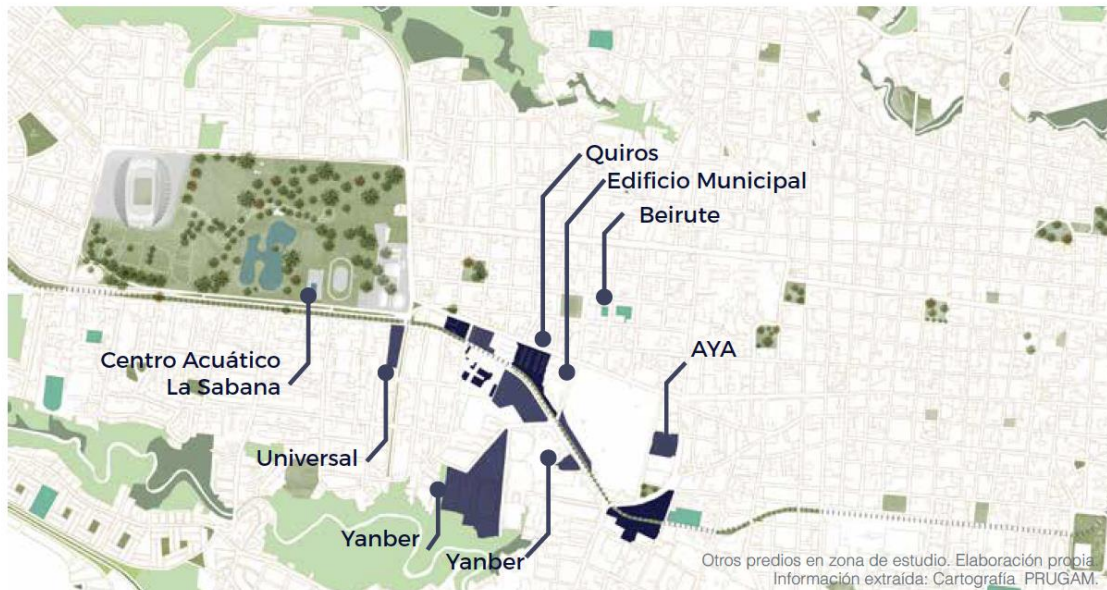 Quiros
Edificio Municipal
Beirute
Centro Acuático
La Sabana
AYA
Universal
Yanber
Yanber
Otros predios en zona de estudio. Elaboración propia.
Información extraída: Cartografía PRUGAM.